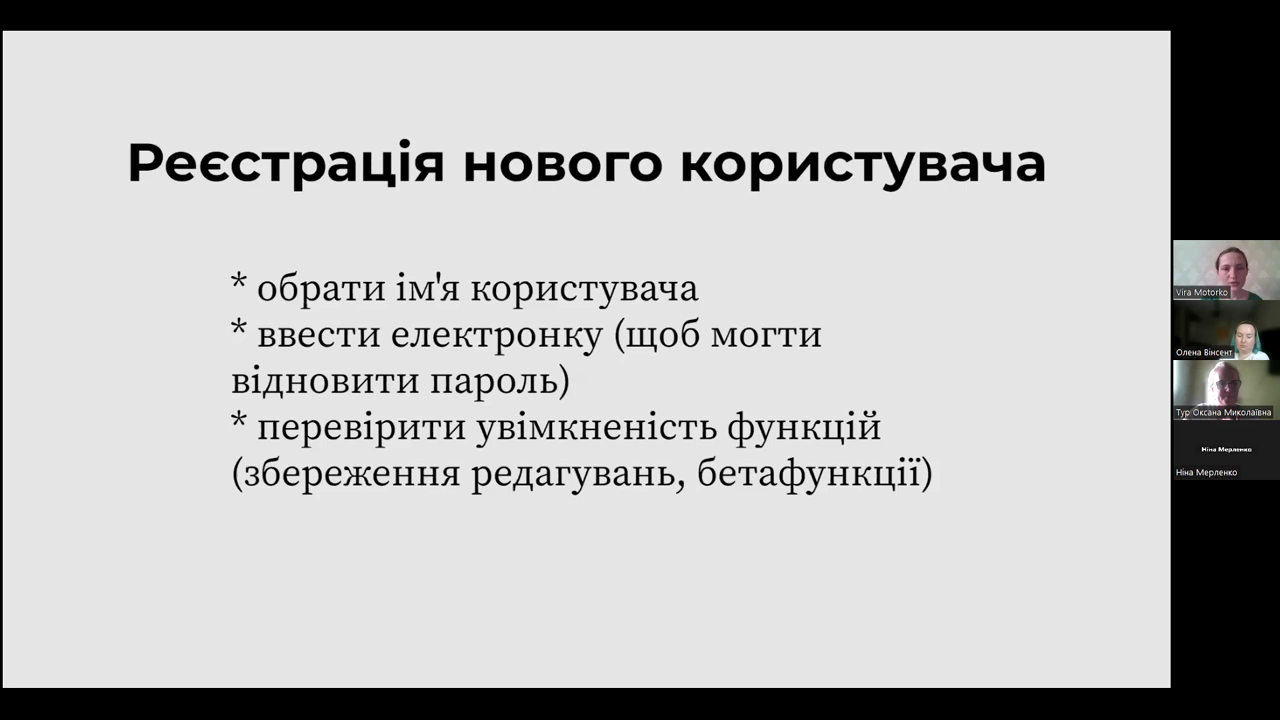 Реєстрація нового користувача
* обрати ім'я користувача
* ввести електронку (щоб могти
відновити пароль)
* перевірити увімкненість функцій
(збереження редагувань, бетафункції)
Vira Motorko
Олена Вінсент
Тур Оксана Миколаївна
Ніна Мерленко
Ніна Мерленко